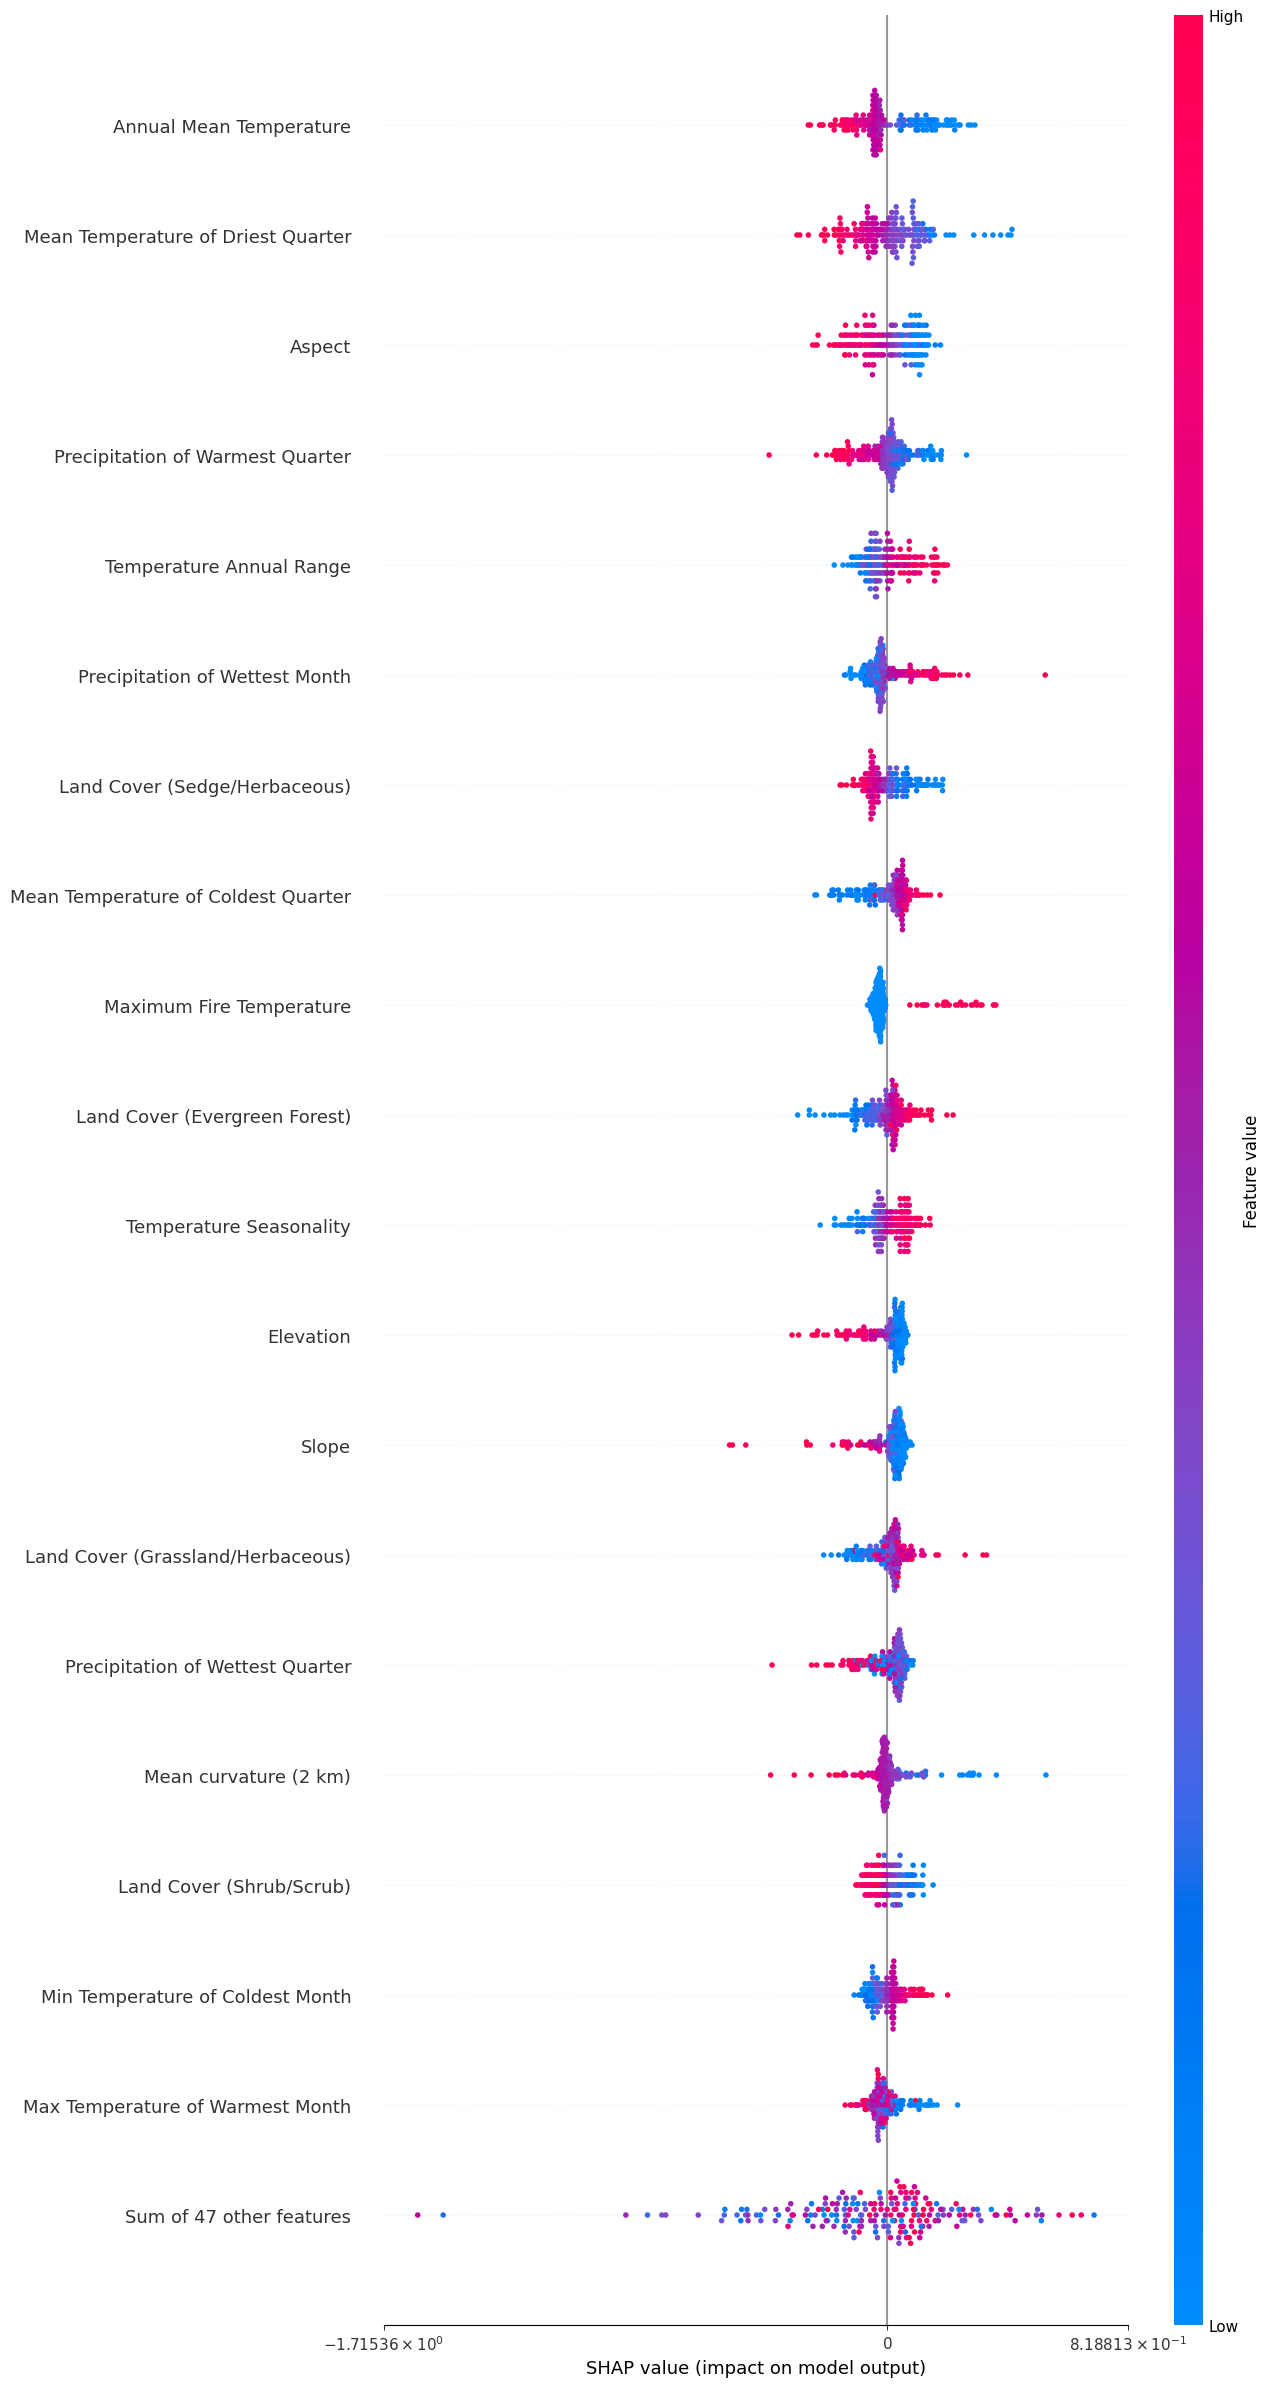 High
Annual Mean Temperature
Mean Temperature of Driest Quarter
Aspect
Precipitation of Warmest Quarter
Temperature Annual Range
Precipitation of Wettest Month
Land Cover (Sedge/Herbaceous)
Mean Temperature of Coldest Quarter
Maximum Fire Temperature
Land Cover (Evergreen Forest)
Feature value
Temperature Seasonality
Elevation
Slope
Land Cover (Grassland/Herbaceous)
Precipitation of Wettest Quarter
Mean curvature (2 km)
Land Cover (Shrub/Scrub)
Min Temperature of Coldest Month
Max Temperature of Warmest Month
Sum of 47 other features
Low
−1.71536 × 10⁰ 0 8.18813 × 10⁻¹
SHAP value (impact on model output)